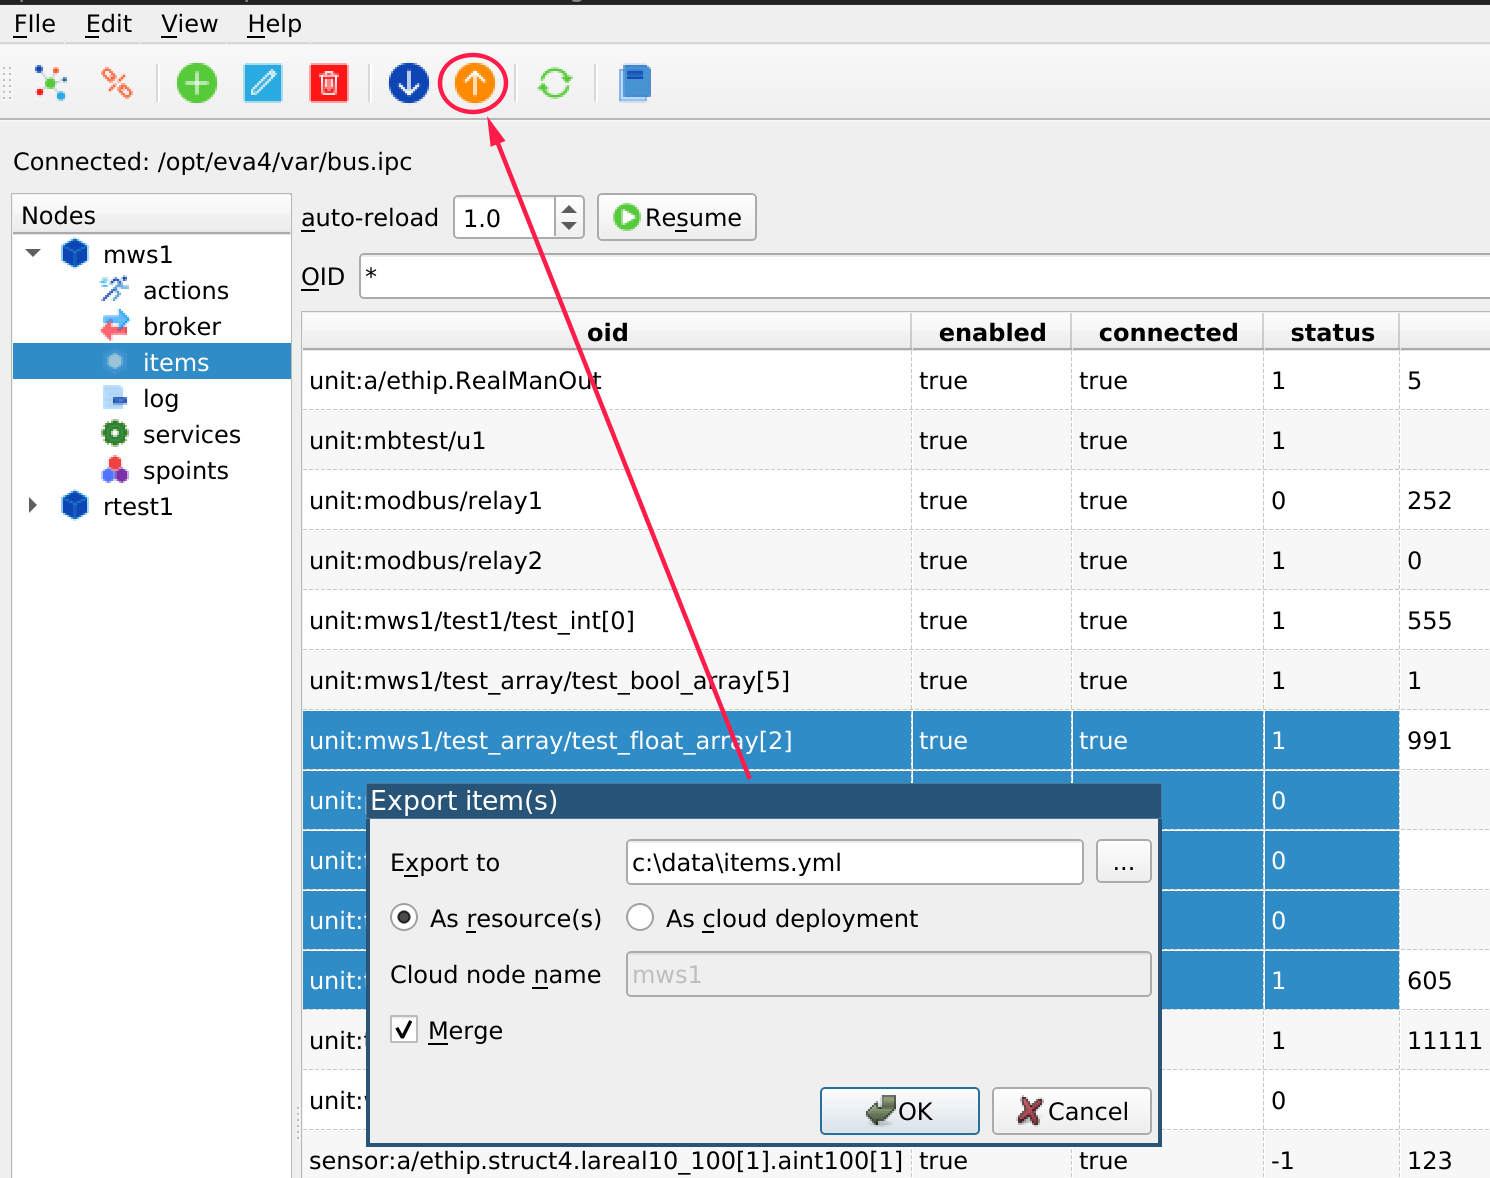 FIle Edit View Help
Connected: /opt/eva4/var/bus.ipc
Nodes
mws1
actions
broker
items
log
services
spoints
rtest1
auto-reload 1.0 Resume
OID *
oid enabled connected status
unit:a/ethip.RealManOut true true 1 5
unit:mbtest/u1 true true 1
unit:modbus/relay1 true true 0 252
unit:modbus/relay2 true true 1 0
unit:mws1/test1/test_int[0] true true 1 555
unit:mws1/test_array/test_bool_array[5] true true 1 1
unit:mws1/test_array/test_float_array[2] true true 1 991
unit: 0
unit: 0
unit: 0
unit: 1 605
unit: 1 11111
unit: 0
sensor:a/ethip.struct4.lareal10_100[1].aint100[1] true true -1 123
Export item(s)
Export to c:\data\items.yml ...
As resource(s) As cloud deployment
Cloud node name mws1
Merge
OK Cancel